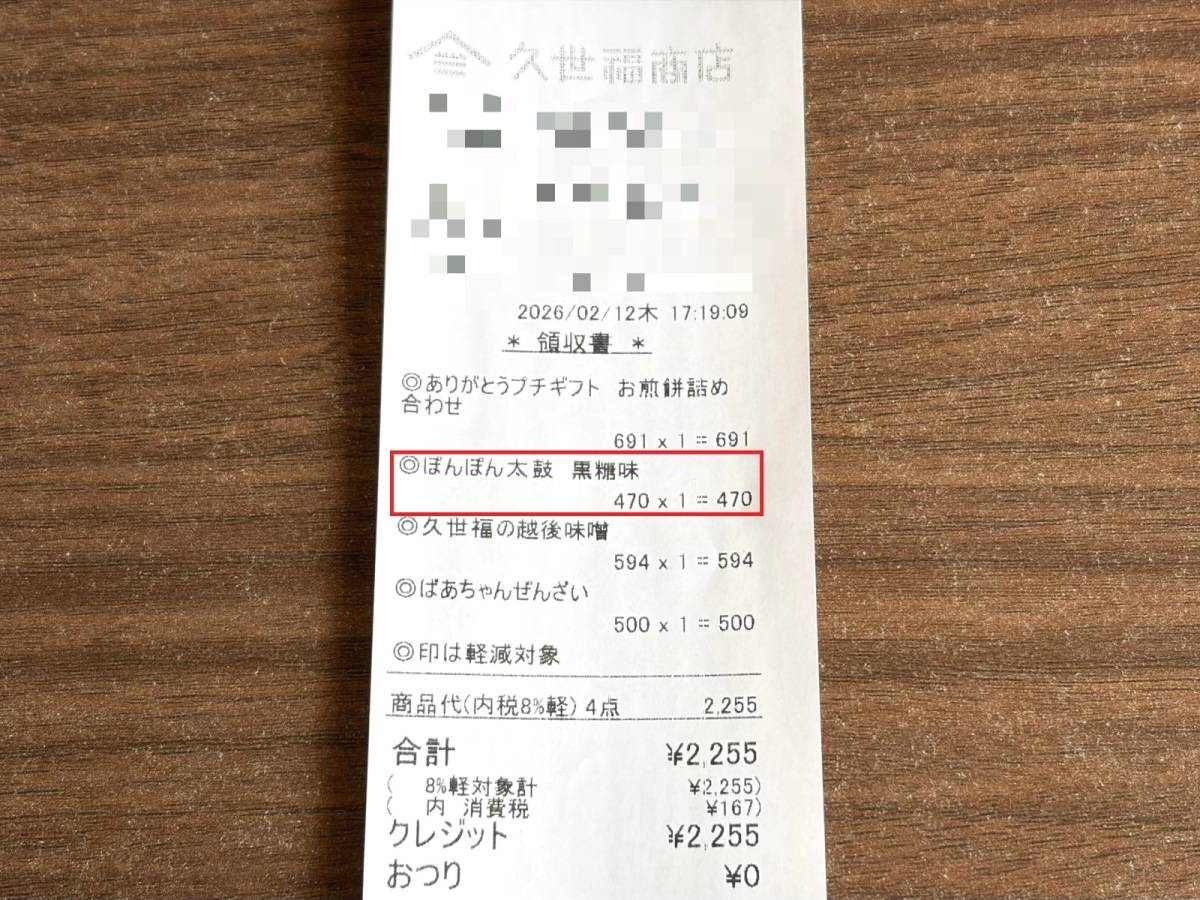 2026/02/12木 17:19:09
* 領収書 *
◎ありがとうプチギフト お煎餅詰め
合わせ
691 x 1 = 691
◎ぽんぽん太鼓 黒糖味
470 x 1 = 470
◎久世福の越後味噌
594 x 1 = 594
◎ばあちゃんぜんざい
500 x 1 = 500
◎印は軽減対象
商品代(内税8%軽) 4点 2,255
合計 ¥2,255
( 8%軽対象計 ¥2,255)
( 内 消費税 ¥167)
クレジット ¥2,255
おつり ¥0